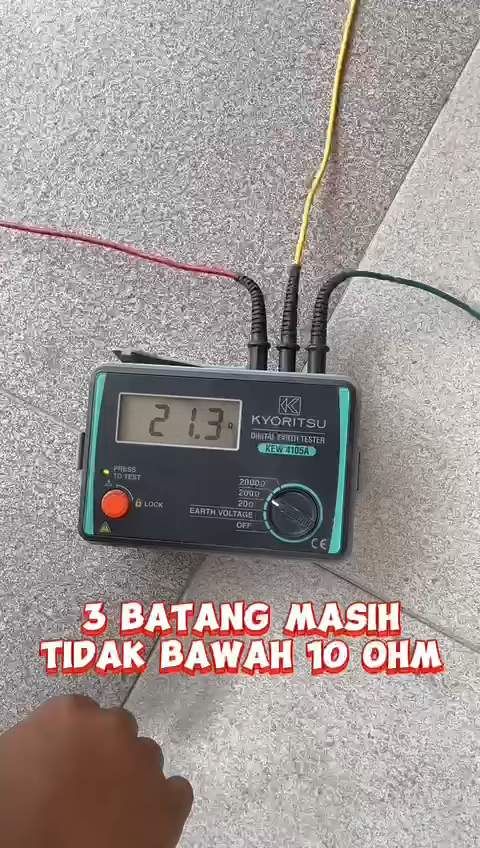 21.3 Ω
KYORITSU
DIGITAL EARTH TESTER
KEW 4105A
PRESS
TO TEST
LOCK
2000Ω
200Ω
20Ω
EARTH VOLTAGE
OFF
CE
3 BATANG MASIH
TIDAK BAWAH 10 OHM